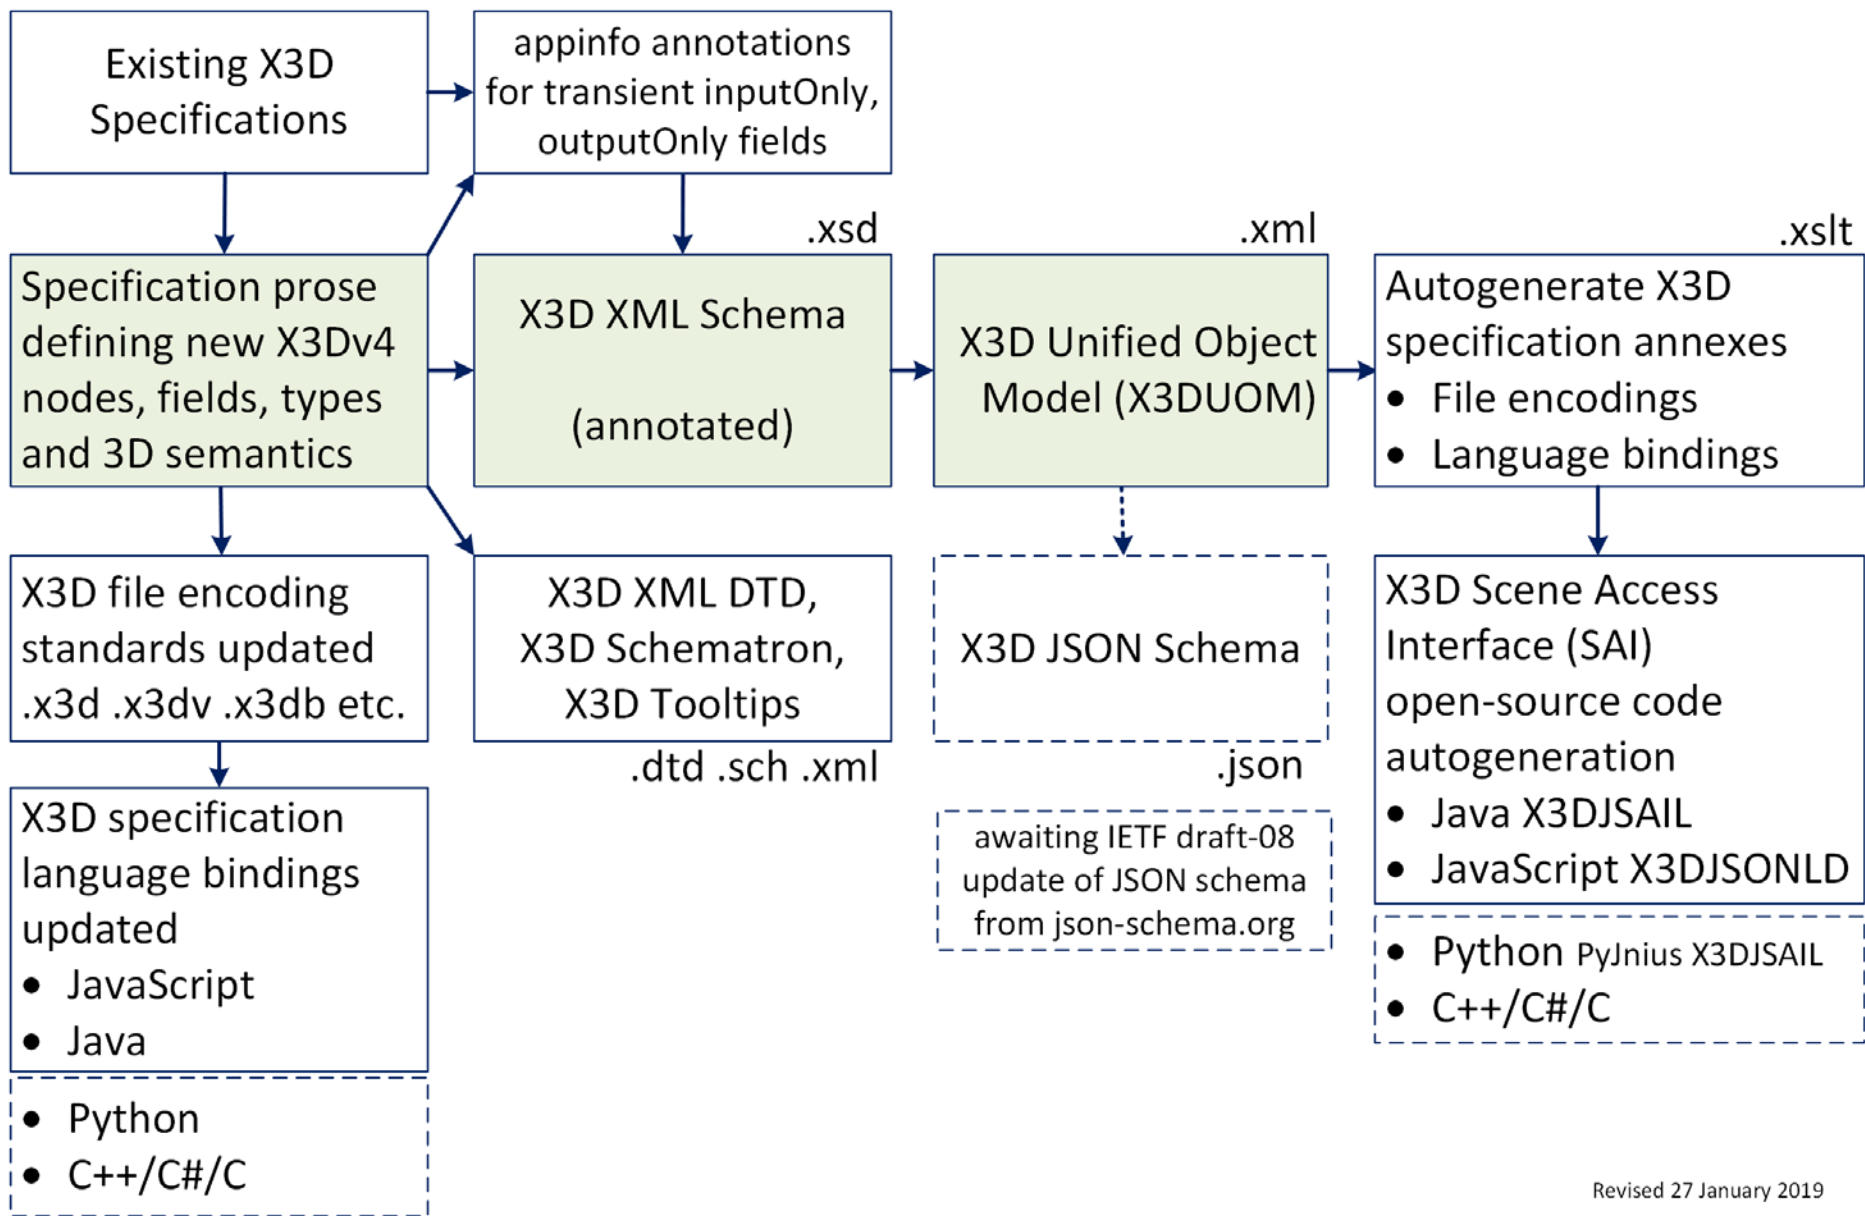 Existing X3D
Specifications
appinfo annotations
for transient inputOnly,
outputOnly fields
.xsd
.xml
.xslt
Specification prose
defining new X3Dv4
nodes, fields, types
and 3D semantics
X3D XML Schema
(annotated)
X3D Unified Object
Model (X3DUOM)
Autogenerate X3D
specification annexes
• File encodings
• Language bindings
X3D file encoding
standards updated
.x3d .x3dv .x3db etc.
X3D XML DTD,
X3D Schematron,
X3D Tooltips
.dtd .sch .xml
X3D JSON Schema
.json
awaiting IETF draft-08
update of JSON schema
from json-schema.org
X3D Scene Access
Interface (SAI)
open-source code
autogeneration
• Java X3DJSAIL
• JavaScript X3DJSONLD
• Python PyJnius X3DJSAIL
• C++/C#/C
X3D specification
language bindings
updated
• JavaScript
• Java
• Python
• C++/C#/C
Revised 27 January 2019